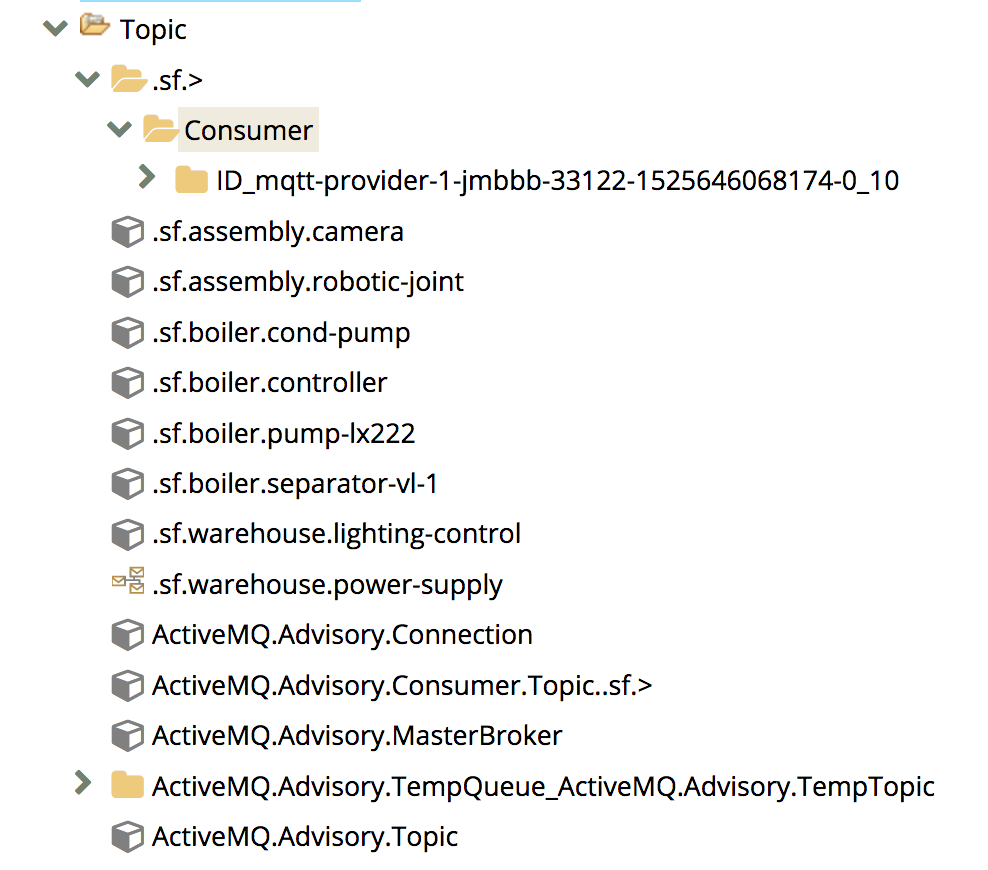 Topic
.sf.>
Consumer
ID_mqtt-provider-1-jmbbb-33122-1525646068174-0_10
.sf.assembly.camera
.sf.assembly.robotic-joint
.sf.boiler.cond-pump
.sf.boiler.controller
.sf.boiler.pump-lx222
.sf.boiler.separator-vl-1
.sf.warehouse.lighting-control
.sf.warehouse.power-supply
ActiveMQ.Advisory.Connection
ActiveMQ.Advisory.Consumer.Topic..sf.>
ActiveMQ.Advisory.MasterBroker
ActiveMQ.Advisory.TempQueue_ActiveMQ.Advisory.TempTopic
ActiveMQ.Advisory.Topic